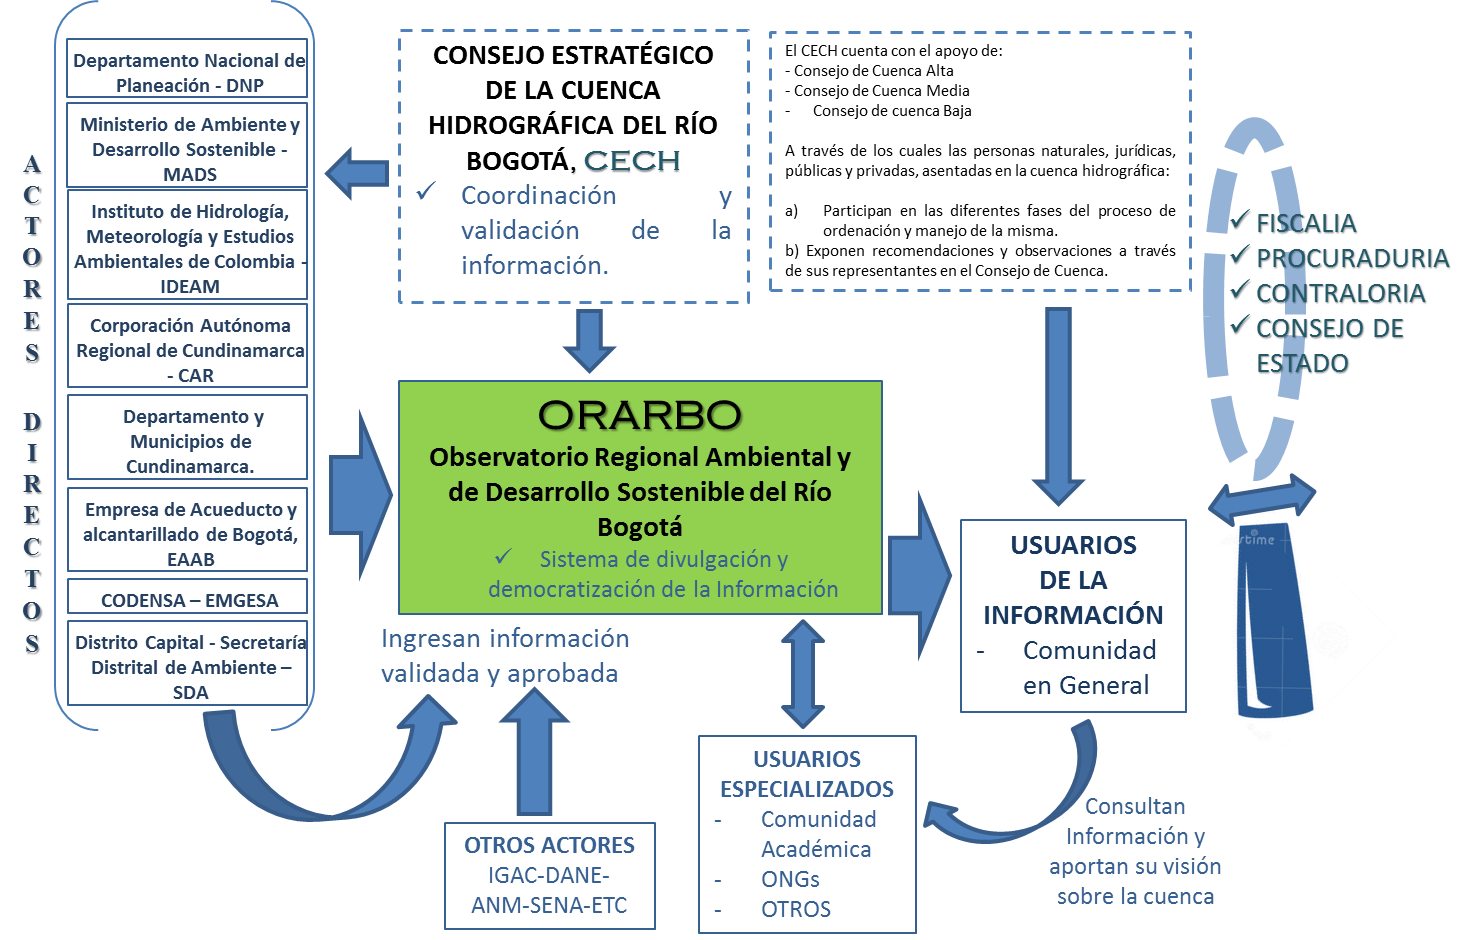 ACTORES DIRECTOS
Departamento Nacional de
Planeación - DNP
Ministerio de Ambiente y
Desarrollo Sostenible -
MADS
Instituto de Hidrología,
Meteorología y Estudios
Ambientales de Colombia -
IDEAM
Corporación Autónoma
Regional de Cundinamarca
- CAR
Departamento y
Municipios de
Cundinamarca.
Empresa de Acueducto y
alcantarillado de Bogotá,
EAAB
CODENSA – EMGESA
Distrito Capital - Secretaría
Distrital de Ambiente –
SDA
CONSEJO ESTRATÉGICO
DE LA CUENCA
HIDROGRÁFICA DEL RÍO
BOGOTÁ, CECH
✓ Coordinación y
validación de la
información.
El CECH cuenta con el apoyo de:
- Consejo de Cuenca Alta
- Consejo de Cuenca Media
- Consejo de cuenca Baja
A través de los cuales las personas naturales, jurídicas,
públicas y privadas, asentadas en la cuenca hidrográfica:
a) Participan en las diferentes fases del proceso de
ordenación y manejo de la misma.
b) Exponen recomendaciones y observaciones a través
de sus representantes en el Consejo de Cuenca.
✓ FISCALIA
✓ PROCURADURIA
✓ CONTRALORIA
✓ CONSEJO DE
ESTADO
ORARBO
Observatorio Regional Ambiental y
de Desarrollo Sostenible del Río
Bogotá
✓ Sistema de divulgación y
democratización de la Información
Ingresan información
validada y aprobada
USUARIOS
DE LA
INFORMACIÓN
- Comunidad
en General
OTROS ACTORES
IGAC-DANE-
ANM-SENA-ETC
USUARIOS
ESPECIALIZADOS
- Comunidad
Académica
- ONGs
- OTROS
Consultan
Información y
aportan su visión
sobre la cuenca